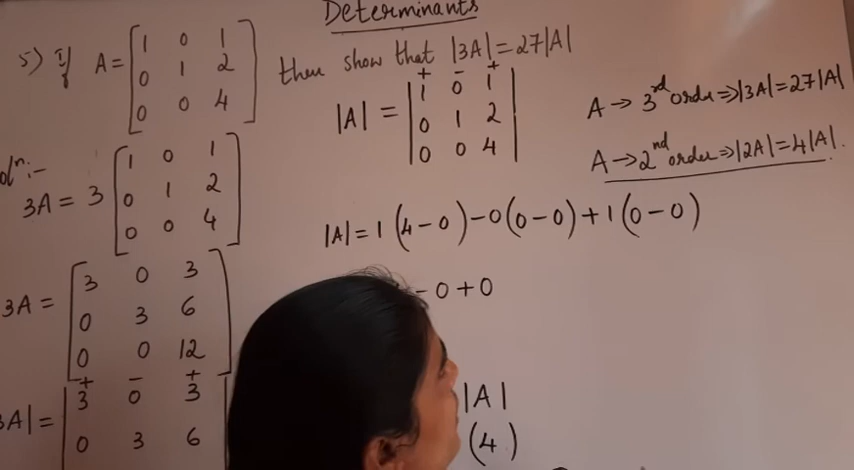 Determinants
5) If A = [1 0 1
0 1 2
0 0 4] then show that |3A| = 27|A|
3A = 3 [1 0 1
0 1 2
0 0 4]
3A = [3 0 3
0 3 6
0 0 12]
+ - +
3A| = |3 0 3
0 3 6
+ - +
|A| = |1 0 1
0 1 2
0 0 4|
|A| = 1(4-0)-0(0-0)+1(0-0)
-0+0
|A|
(4)
A → 3rd order ⇒ |3A| = 27|A|
A → 2nd order ⇒ |2A| = 4|A|.